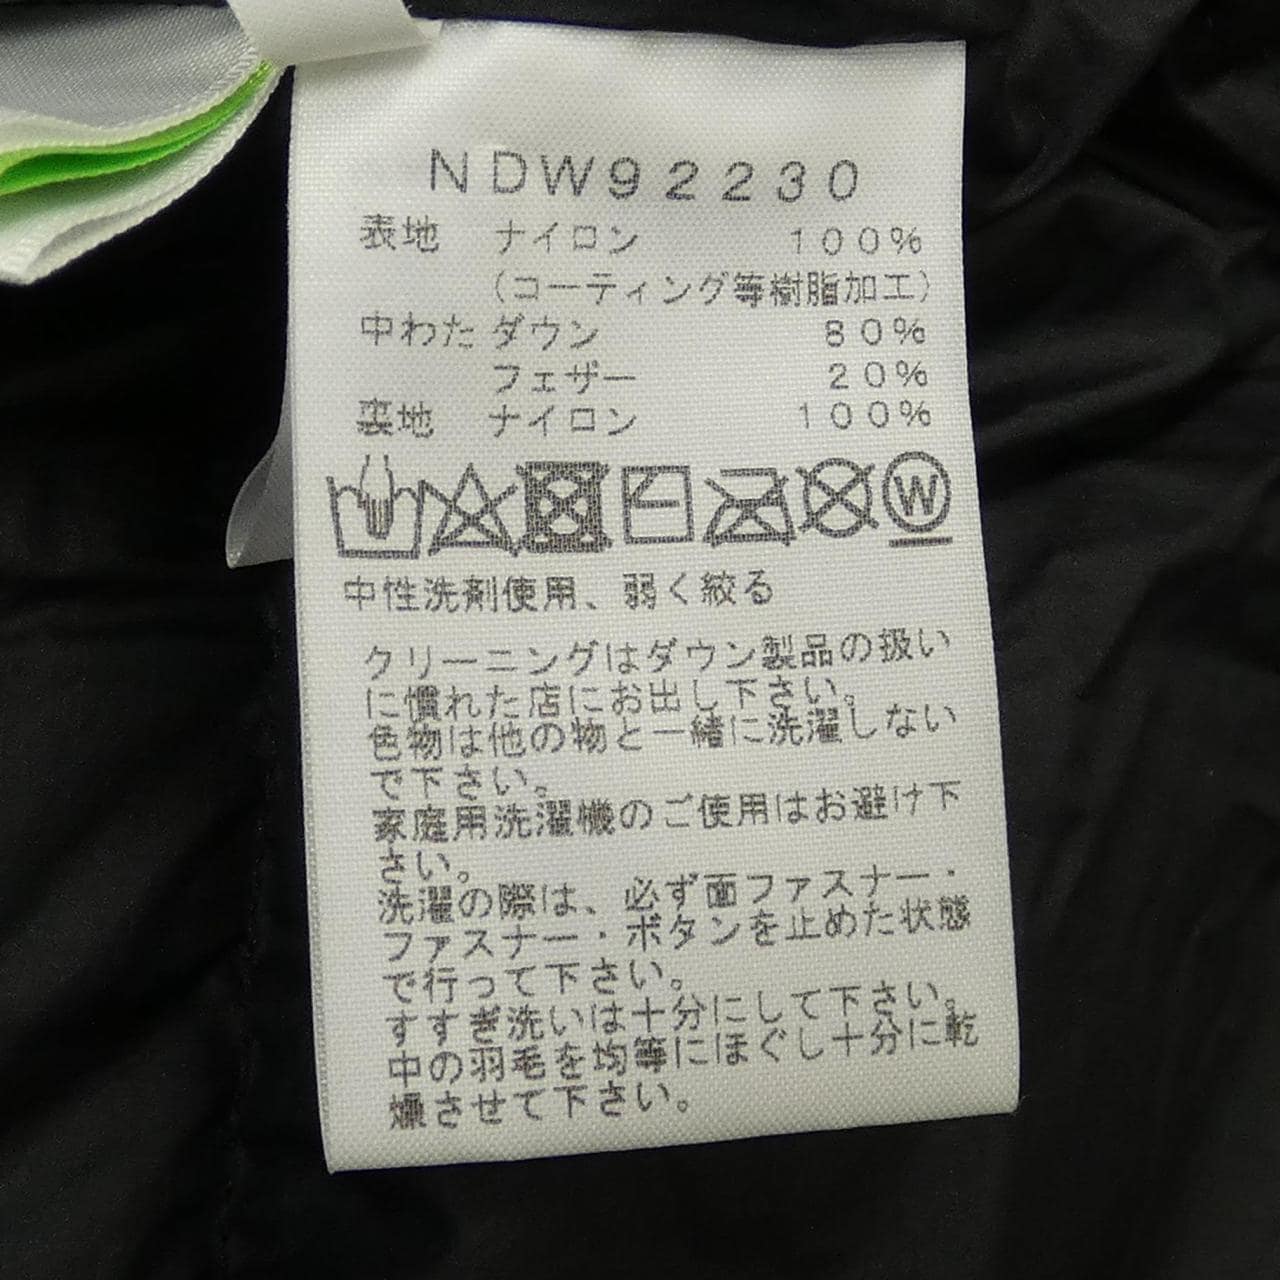 NDW92230
表地 ナイロン 100%
(コーティング等樹脂加工)
中わた ダウン 80%
フェザー 20%
裏地 ナイロン 100%
W
中性洗剤使用、弱く絞る
クリーニングはダウン製品の扱い
に慣れた店にお出し下さい。
色物は他の物と一緒に洗濯しない
で下さい。
家庭用洗濯機のご使用はお避け下
さい。
洗濯の際は、必ず面ファスナー・
ファスナー・ボタンを止めた状態
で行って下さい。
すすぎ洗いは十分にして下さい。
中の羽毛を均等にほぐし十分に乾
燥させて下さい。